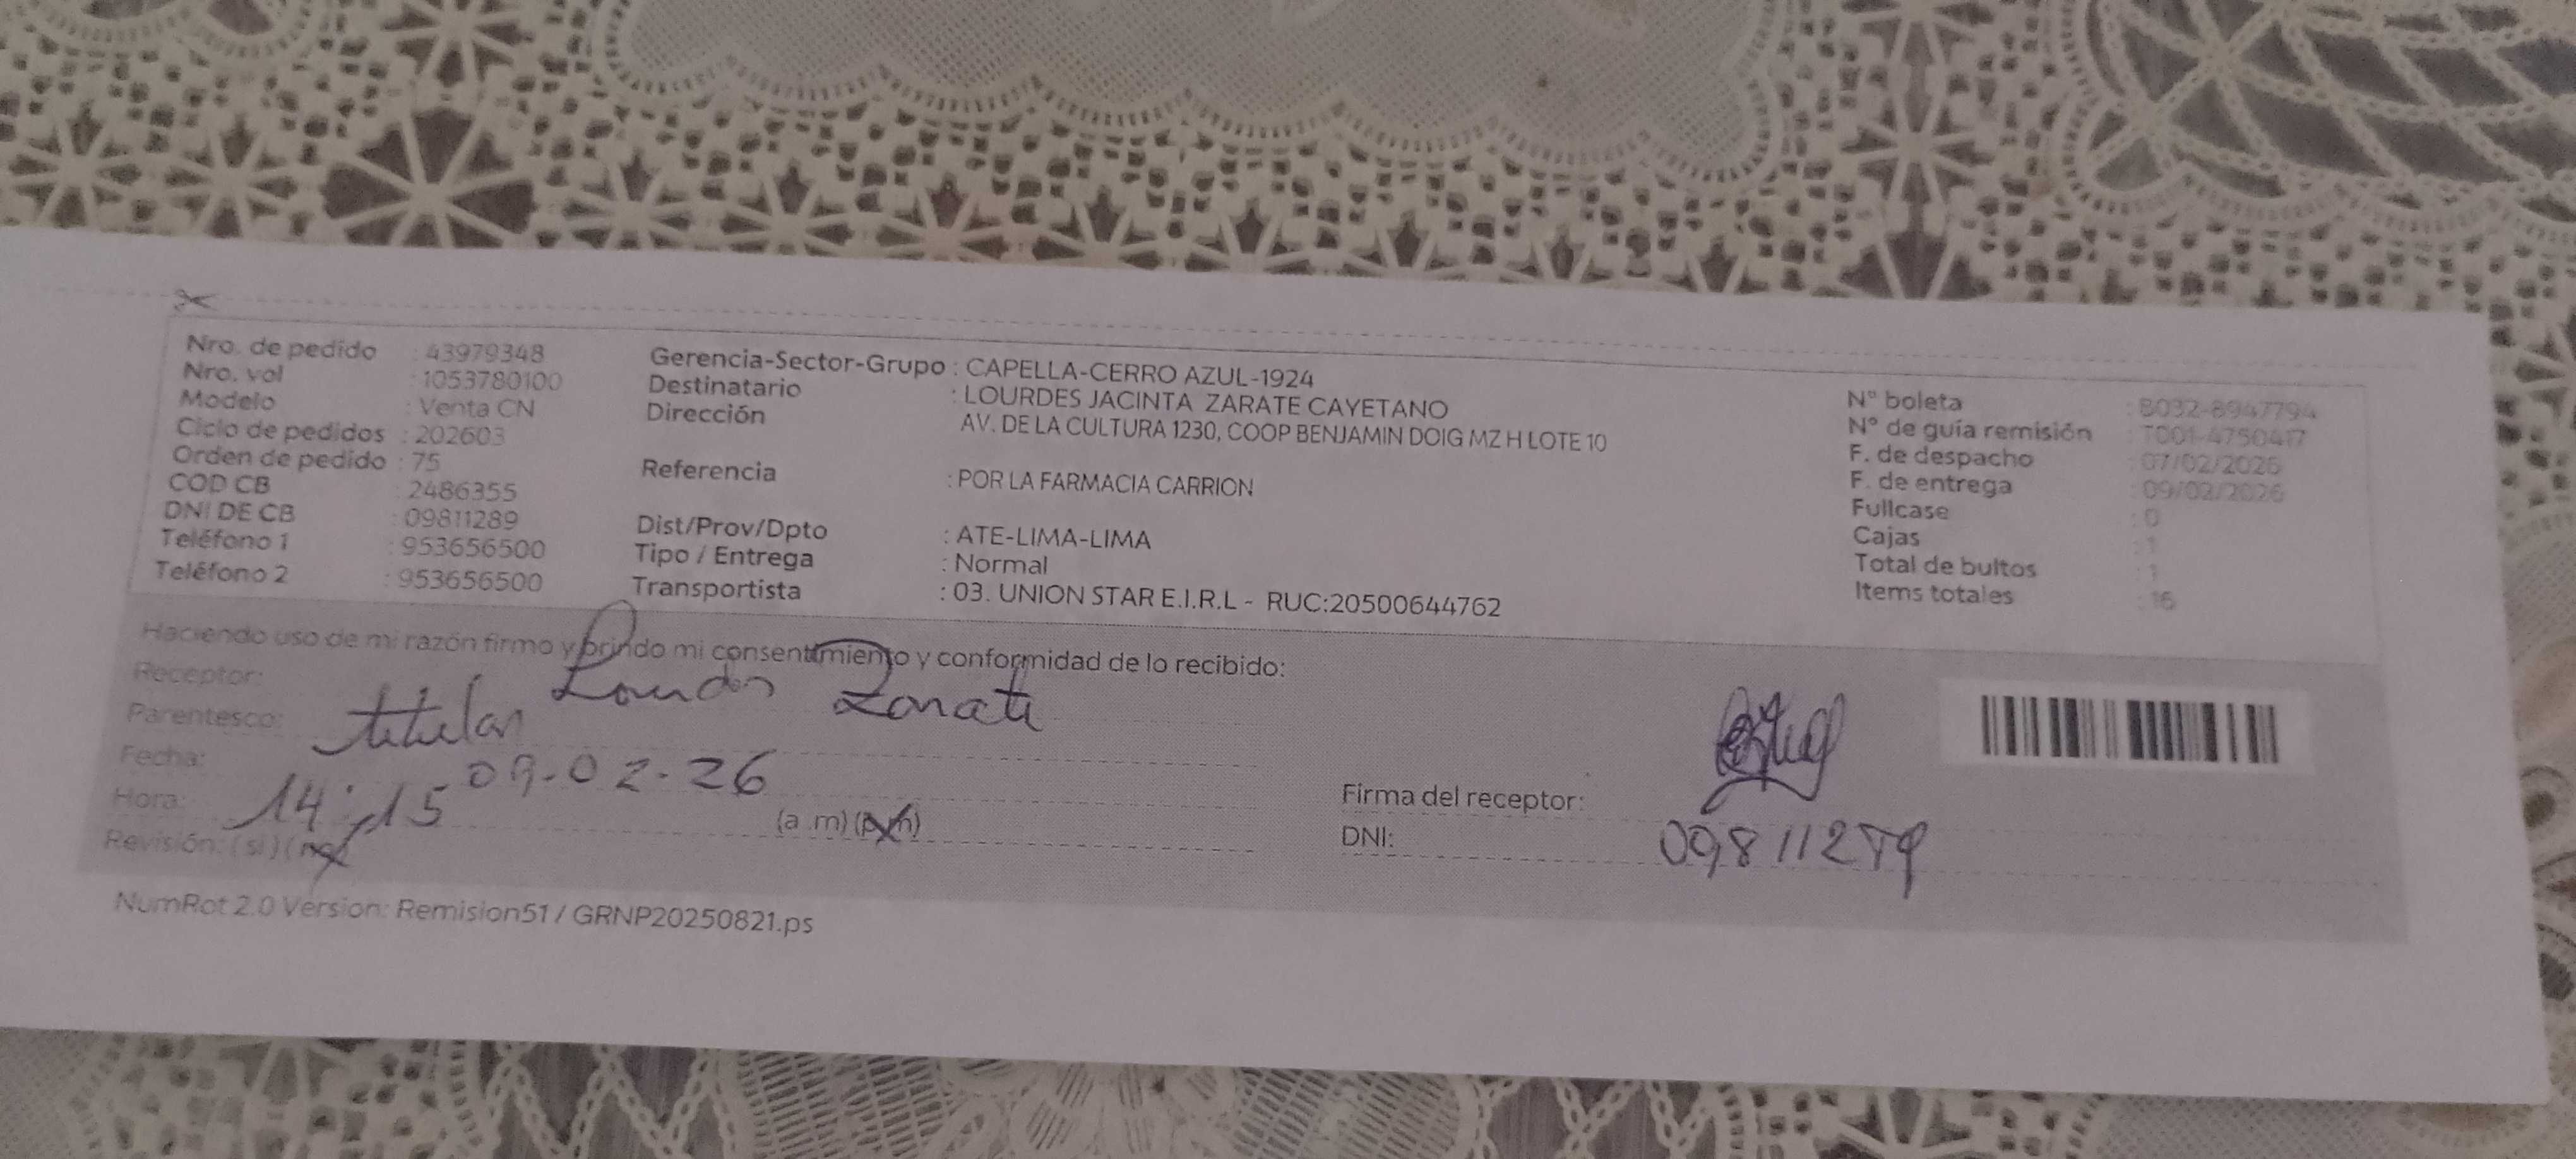 Nro. de pedido : 43979348
Nro. vol : 1053780100
Modelo : Venta CN
Ciclo de pedidos : 202603
Orden de pedido : 75
COD CB : 2486355
DNI DE CB : 09811289
Teléfono 1 : 953656500
Teléfono 2 : 953656500
Gerencia-Sector-Grupo : CAPELLA-CERRO AZUL-1924
Destinatario : LOURDES JACINTA ZARATE CAYETANO
Dirección AV. DE LA CULTURA 1230, COOP BENJAMIN DOIG MZ H LOTE 10
Referencia : POR LA FARMACIA CARRION
Dist/Prov/Dpto : ATE-LIMA-LIMA
Tipo / Entrega : Normal
Transportista : 03. UNION STAR E.I.R.L - RUC:20500644762
N° boleta : B032-8947794
N° de guía remisión : T001-4750417
F. de despacho : 07/02/2026
F. de entrega : 09/02/2026
Fullcase : 0
Cajas : 1
Total de bultos : 1
Items totales : 16
Haciendo uso de mi razón firmo y brindo mi consentimiento y conformidad de lo recibido:
Receptor: Lourdes Zarate
Parentesco: titular
Fecha: 09-02-26
Hora: 14:15 (a .m) (p.m)
Revisión: (si) (no)
Firma del receptor:
DNI: 09811289
NumRot 2.0 Version: Remision51 / GRNP20250821.ps